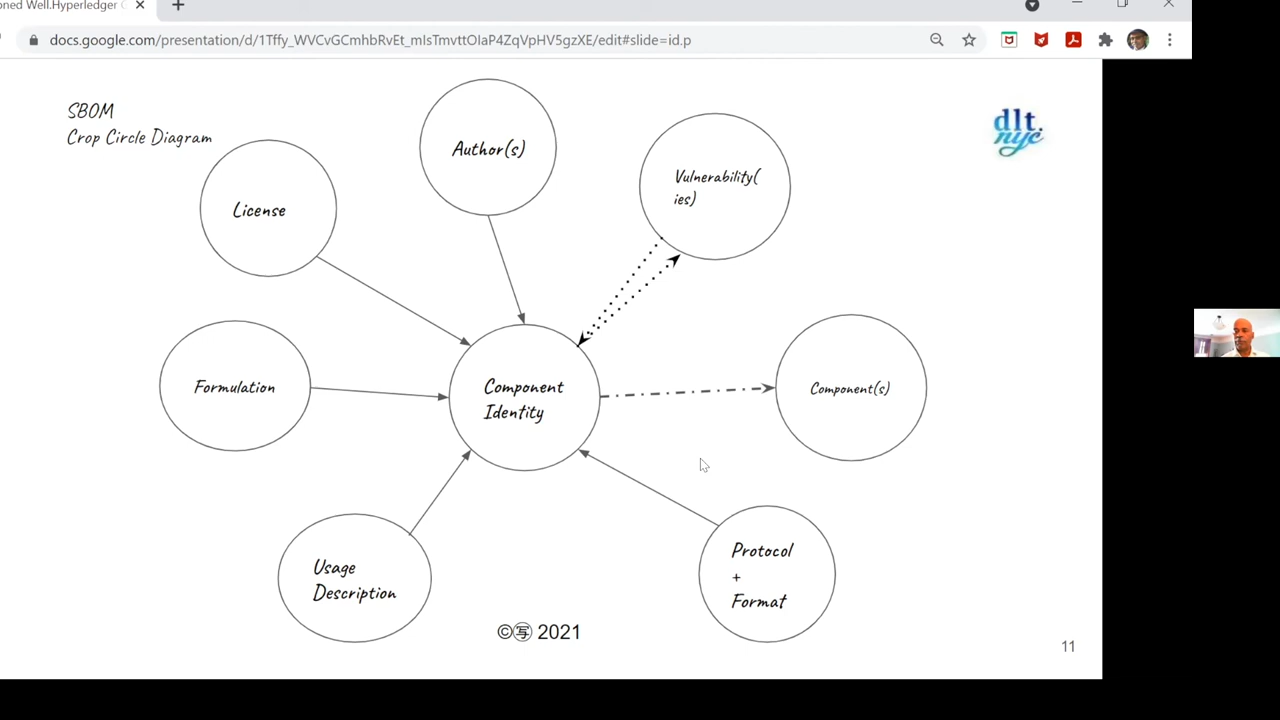 oned Well.Hyperledger
docs.google.com/presentation/d/1Tffy_WVCvGCmhbRvEt_mIsTmvttOIaP4ZqVpHV5gzXE/edit#slide=id.p
SBOM
Crop Circle Diagram
dlt.
nyc
Author(s)
Vulnerability(
ies)
License
Formulation
Component
Identity
Component(s)
Usage
Description
Protocol
+
Format
©写 2021
11